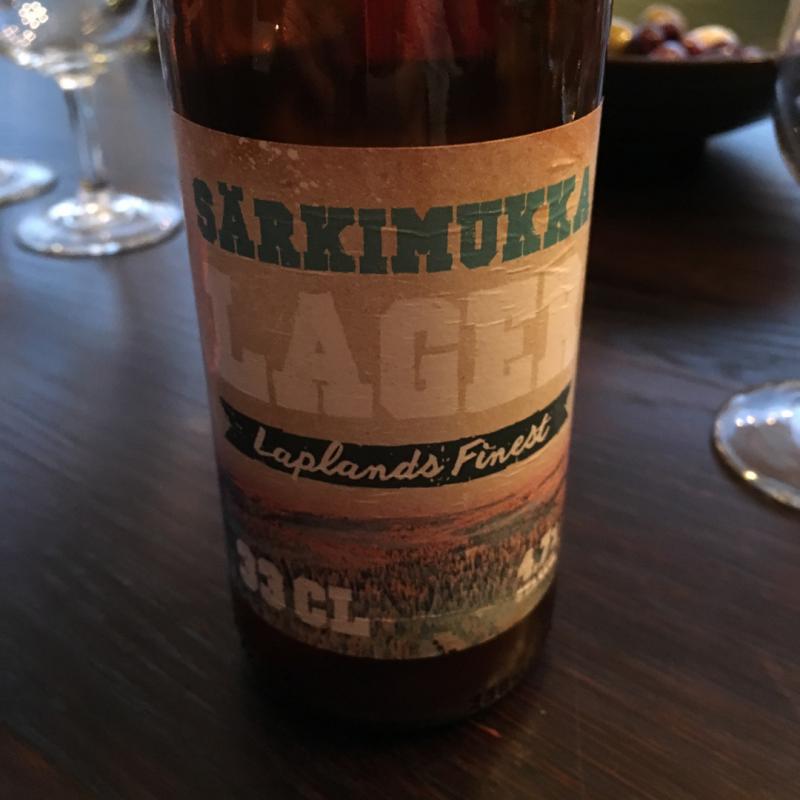 SÄRKIMUKKA
LAGER
Laplands Finest
33 CL